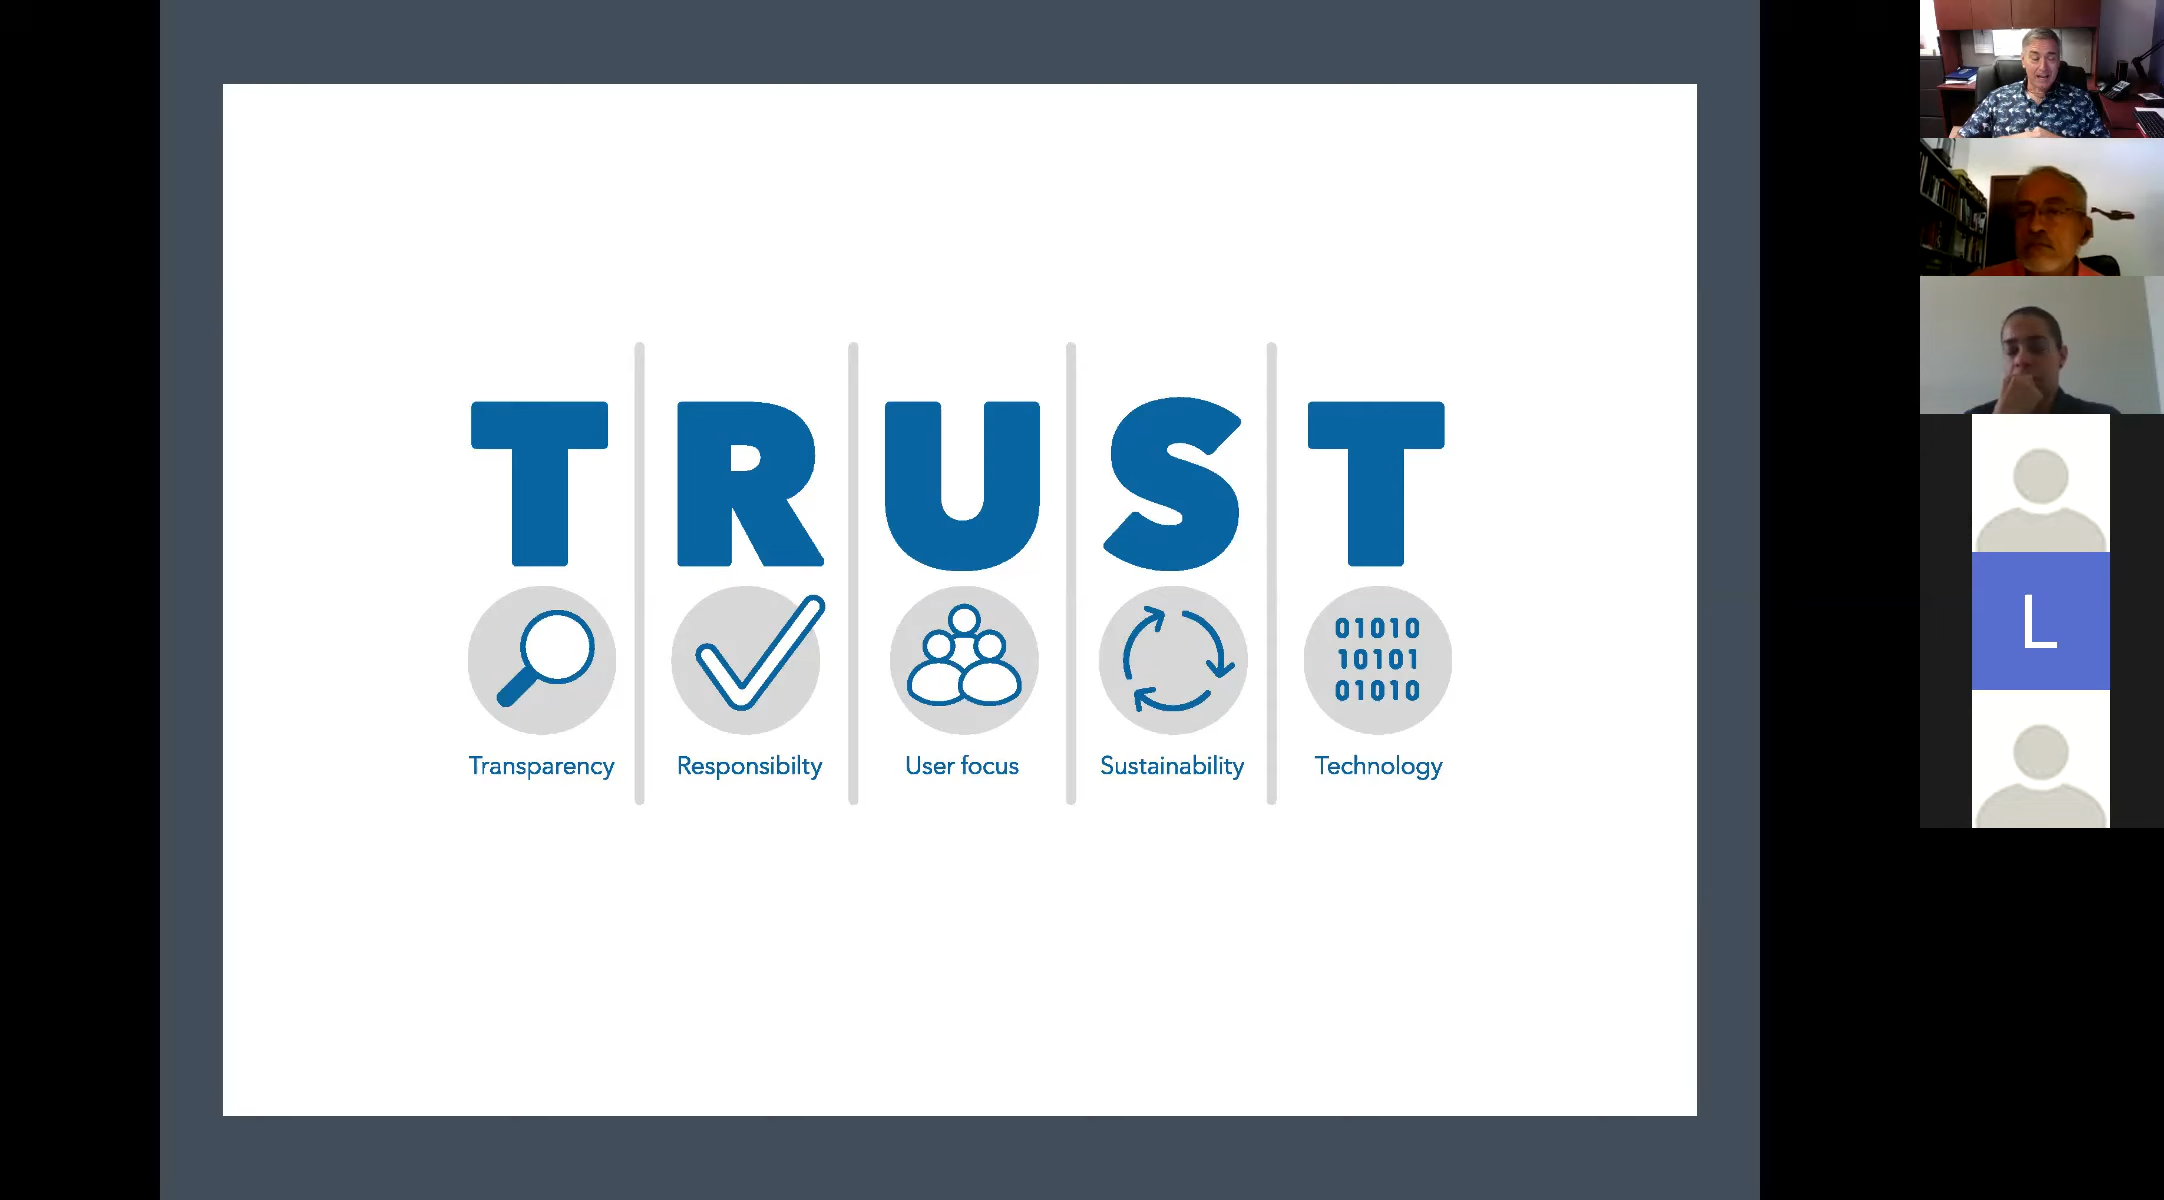 TRUST
01010
10101
01010
Transparency
Responsibilty
User focus
Sustainability
Technology
L